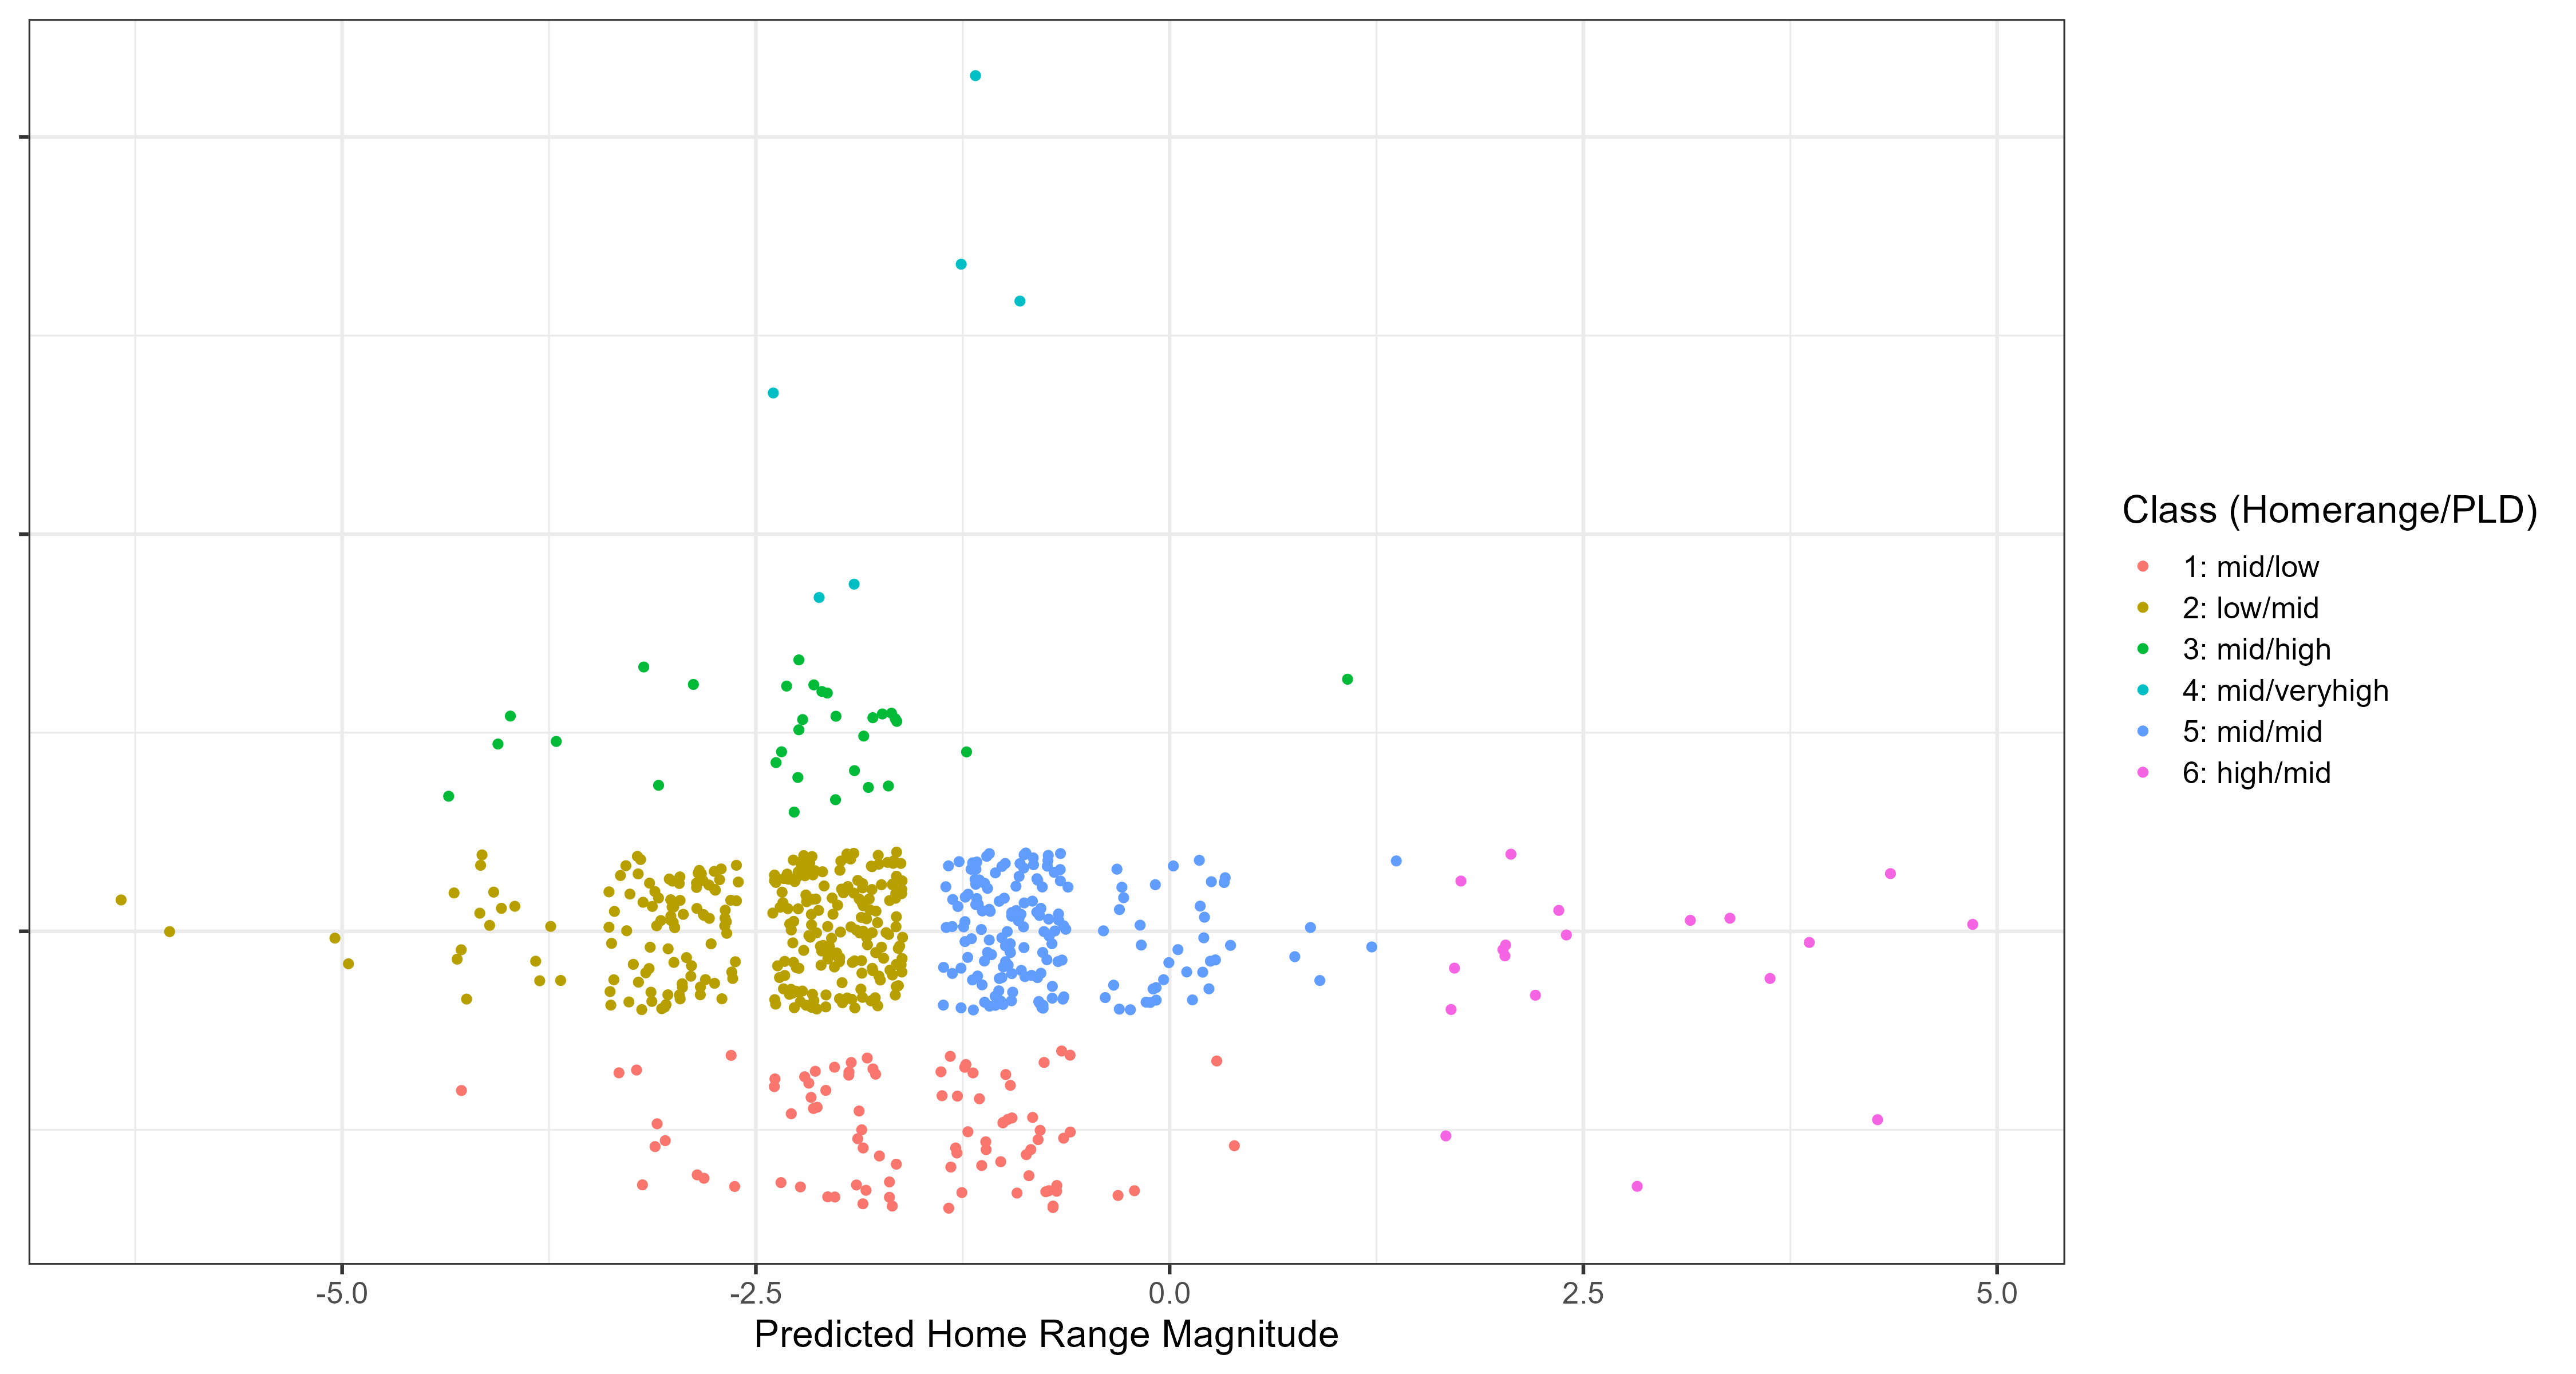 Class (Homerange/PLD)
1: mid/low
2: low/mid
3: mid/high
4: mid/veryhigh
5: mid/mid
6: high/mid
-5.0 -2.5 0.0 2.5 5.0
Predicted Home Range Magnitude